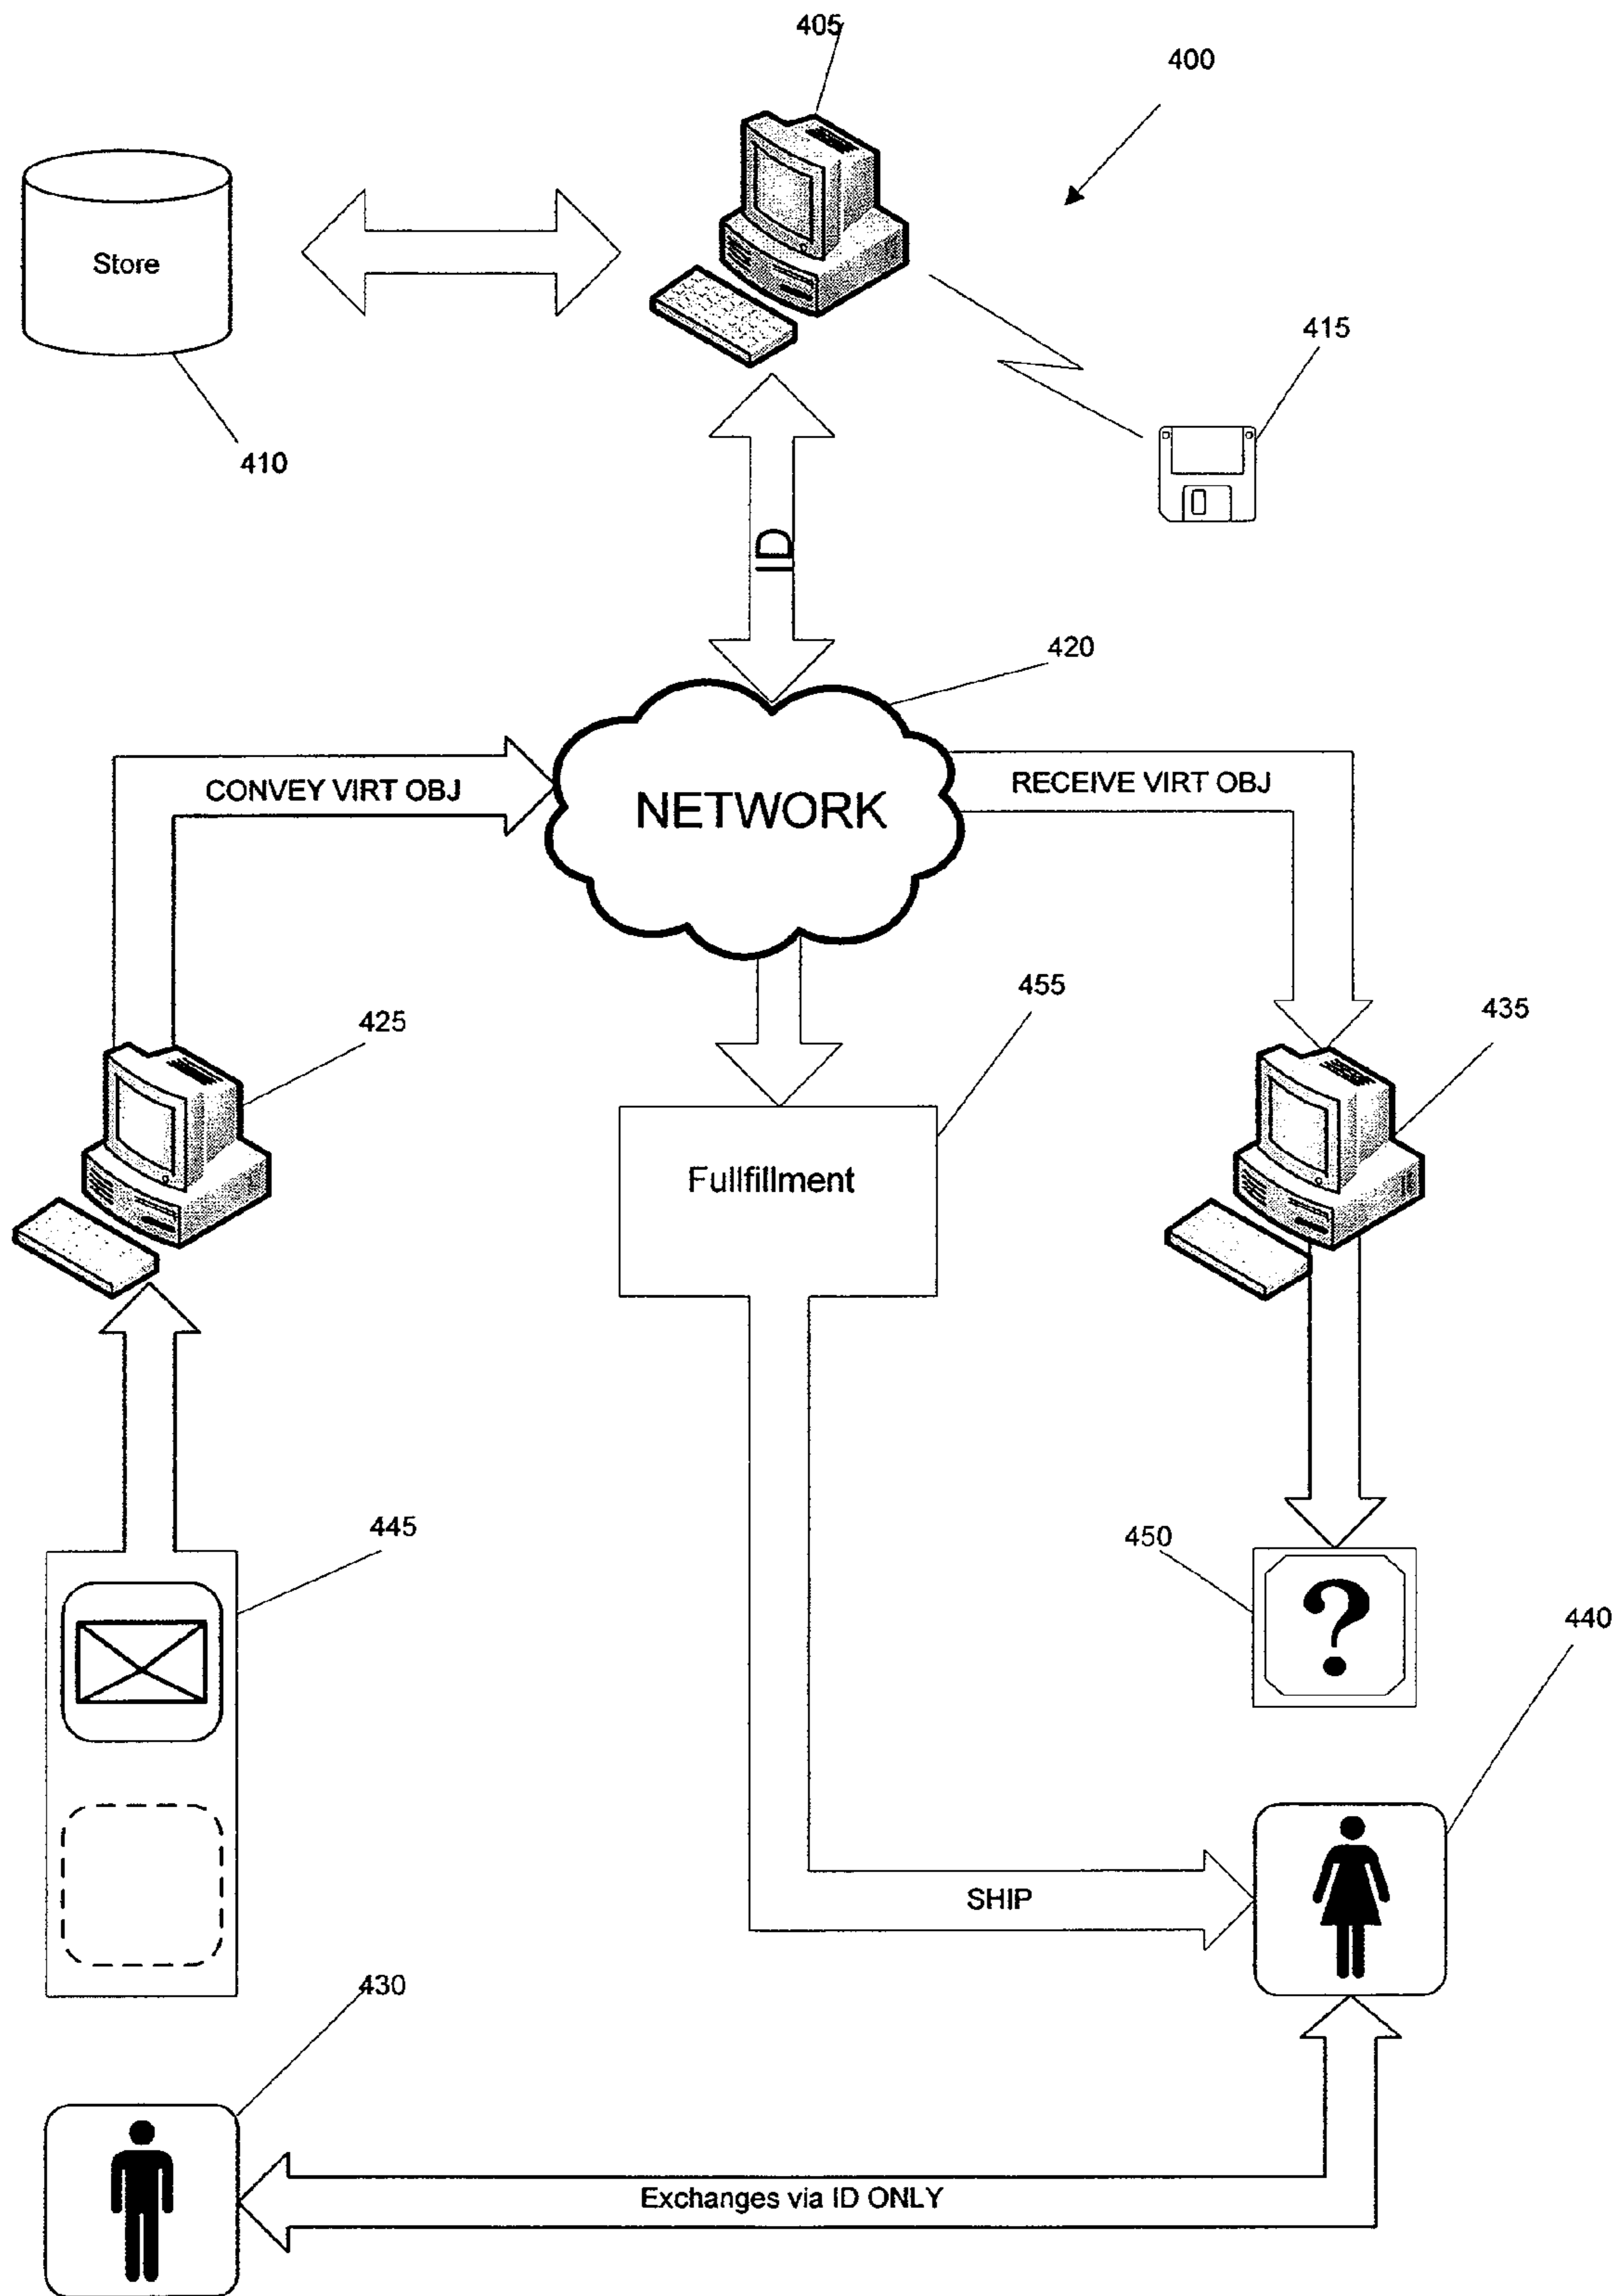 405
400
Store
415
410
ID
420
CONVEY VIRT OBJ
NETWORK
RECEIVE VIRT OBJ
455
425
435
Fullfillment
445
450
?
440
SHIP
430
Exchanges via ID ONLY